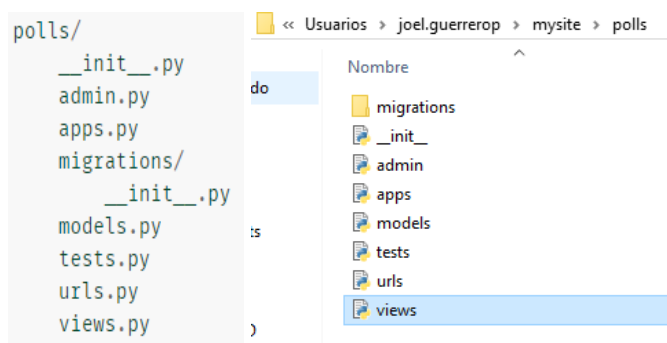 polls/
__init__.py
admin.py
apps.py
migrations/
__init__.py
models.py
tests.py
urls.py
views.py
« Usuarios > joel.guerrerop > mysite > polls
Nombre
do
ts
migrations
__init__
admin
apps
models
tests
urls
views